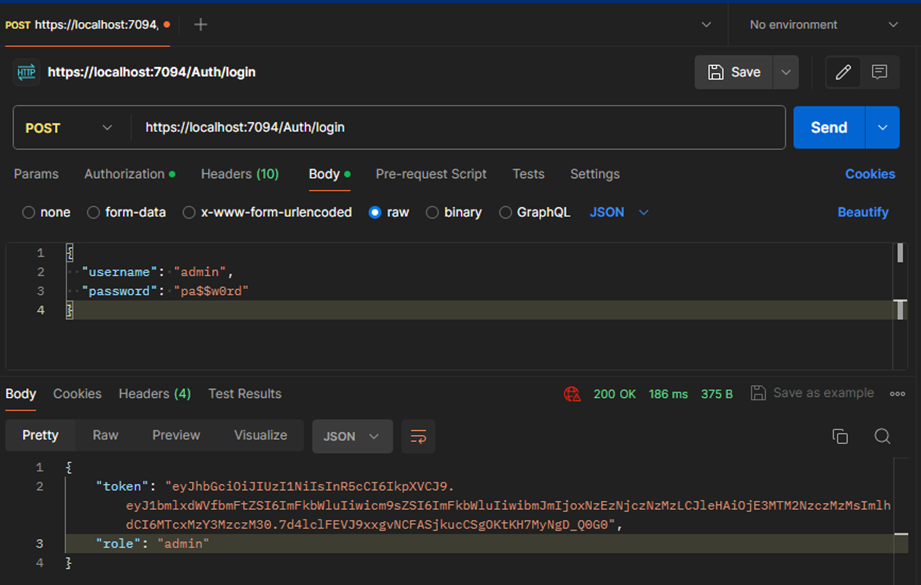 POST https://localhost:7094,
No environment
HTTP https://localhost:7094/Auth/login
Save
POST https://localhost:7094/Auth/login Send
Params Authorization Headers (10) Body Pre-request Script Tests Settings Cookies
none form-data x-www-form-urlencoded raw binary GraphQL JSON Beautify
1 {
2 "username": "admin",
3 "password": "pa$$w0rd"
4 }
Body Cookies Headers (4) Test Results 200 OK 186 ms 375 B Save as example
Pretty Raw Preview Visualize JSON
1 {
2 "token": "eyJhbGciOiJIUzI1NiIsInR5cCI6IkpXVCJ9.
eyJ1bmlxdWVfbmFtZSI6ImFkbWluIiwicm9sZSI6ImFkbWluIiwibmJmIjoxNzEzNjczNzMzLCJleHAiOjE3MTM2NzczMzMsImlh
dCI6MTcxMzY3MzczM30.7d4lclFEVJ9xxgvNCFASjkucCSgOKtKH7MyNgD_Q0G0",
3 "role": "admin"
4 }